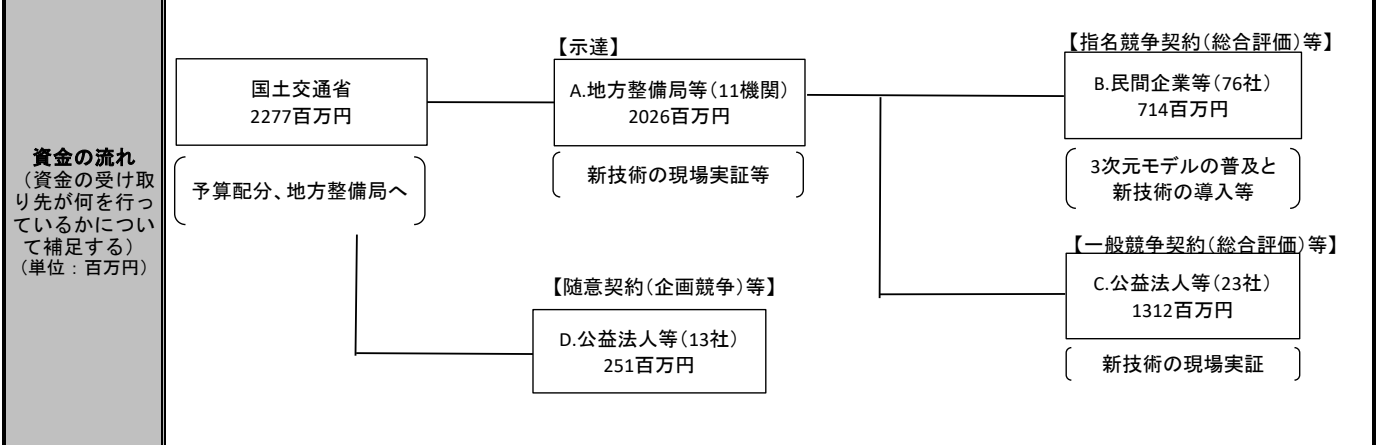 資金の流れ
（資金の受け取
り先が何を行っ
ているかについ
て補足する）
（単位：百万円）
国土交通省
2277百万円
予算配分、地方整備局へ
【示達】
A.地方整備局等（11機関）
2026百万円
新技術の現場実証等
【随意契約（企画競争）等】
D.公益法人等（13社）
251百万円
【指名競争契約（総合評価）等】
B.民間企業等（76社）
714百万円
3次元モデルの普及と
新技術の導入等
【一般競争契約（総合評価）等】
C.公益法人等（23社）
1312百万円
新技術の現場実証